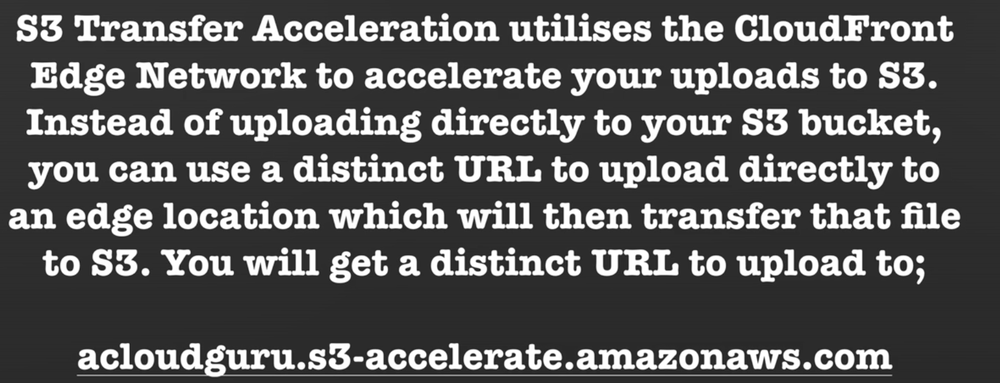 S3 Transfer Acceleration utilises the CloudFront
Edge Network to accelerate your uploads to S3.
Instead of uploading directly to your S3 bucket,
you can use a distinct URL to upload directly to
an edge location which will then transfer that file
to S3. You will get a distinct URL to upload to;
acloudguru.s3-accelerate.amazonaws.com